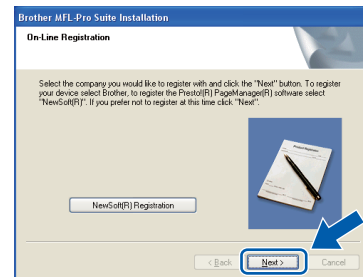 Brother MFL-Pro Suite Installation
On-Line Registration
Select the company you would like to register with and click the "Next" button. To register
your device select Brother, to register the Presto!(R) PageManager(R) software select
"NewSoft(R)". If you prefer not to register at this time click "Next".
Product Registration
NewSoft(R) Registration
< Back
Next >
Cancel